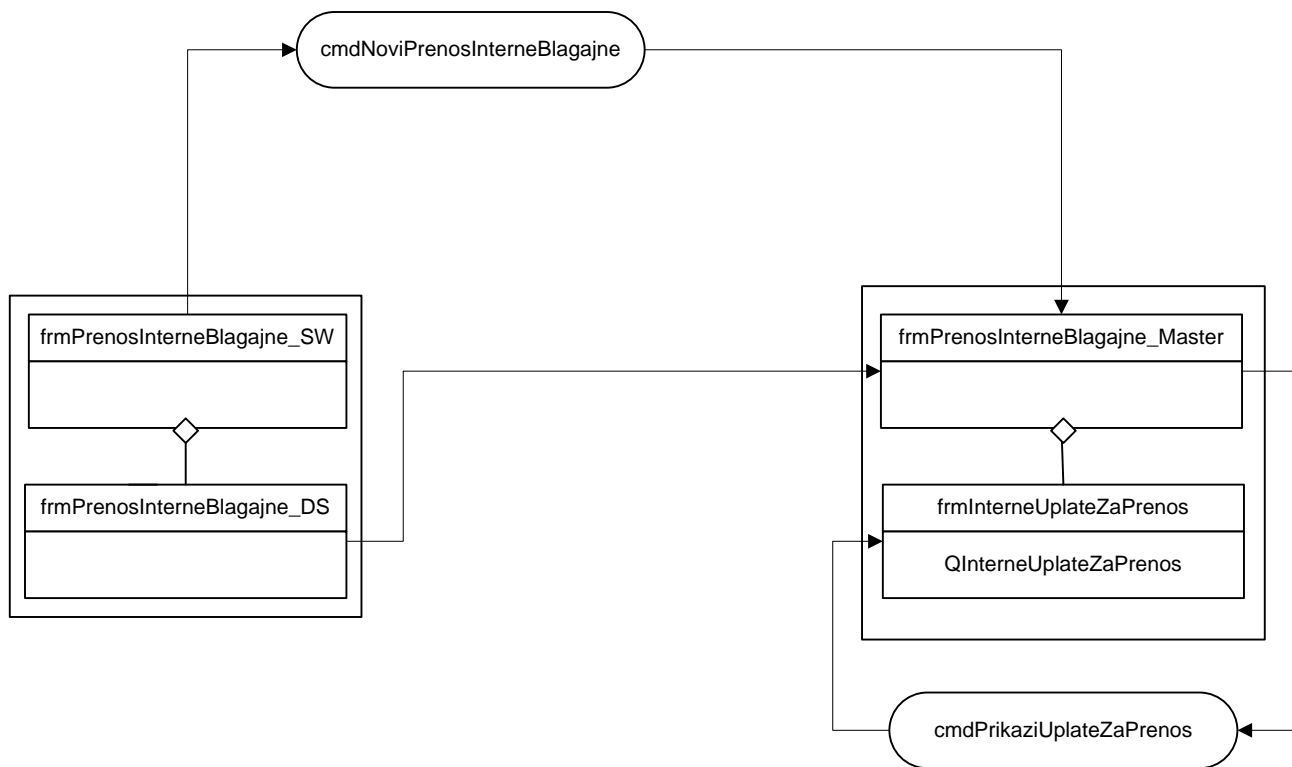 cmdNoviPrenosInterneBlagajne
frmPrenosInterneBlagajne_SW
frmPrenosInterneBlagajne_Master
frmPrenosInterneBlagajne_DS
frmInterneUplateZaPrenos
QInterneUplateZaPrenos
cmdPrikaziUplateZaPrenos